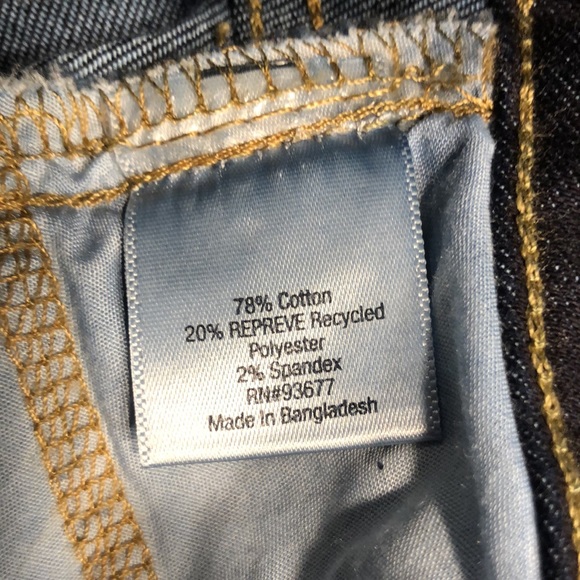 78% Cotton
20% REPREVE Recycled
Polyester
2% Spandex
RN#93677
Made In Bangladesh